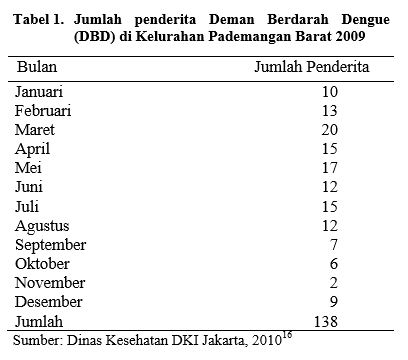 Tabel 1. Jumlah penderita Deman Berdarah Dengue
(DBD) di Kelurahan Pademangan Barat 2009
Bulan Jumlah Penderita
Januari 10
Februari 13
Maret 20
April 15
Mei 17
Juni 12
Juli 15
Agustus 12
September 7
Oktober 6
November 2
Desember 9
Jumlah 138
Sumber: Dinas Kesehatan DKI Jakarta, 2010¹⁶